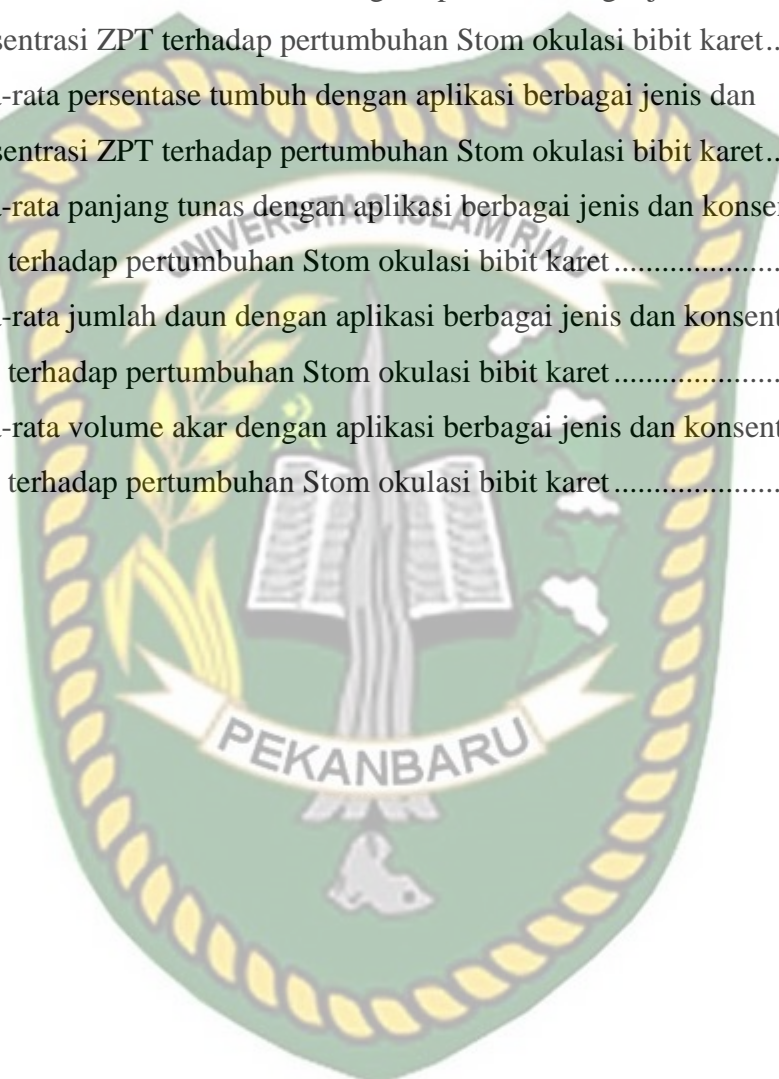 sentrasi ZPT terhadap pertumbuhan Stom okulasi bibit karet..
-rata persentase tumbuh dengan aplikasi berbagai jenis dan
sentrasi ZPT terhadap pertumbuhan Stom okulasi bibit karet..
-rata panjang tunas dengan aplikasi berbagai jenis dan konsen
terhadap pertumbuhan Stom okulasi bibit karet.....................
-rata jumlah daun dengan aplikasi berbagai jenis dan konsent
terhadap pertumbuhan Stom okulasi bibit karet.....................
-rata volume akar dengan aplikasi berbagai jenis dan konsent
terhadap pertumbuhan Stom okulasi bibit karet.....................
UNIVERSITAS ISLAM RIAU
PEKANBARU